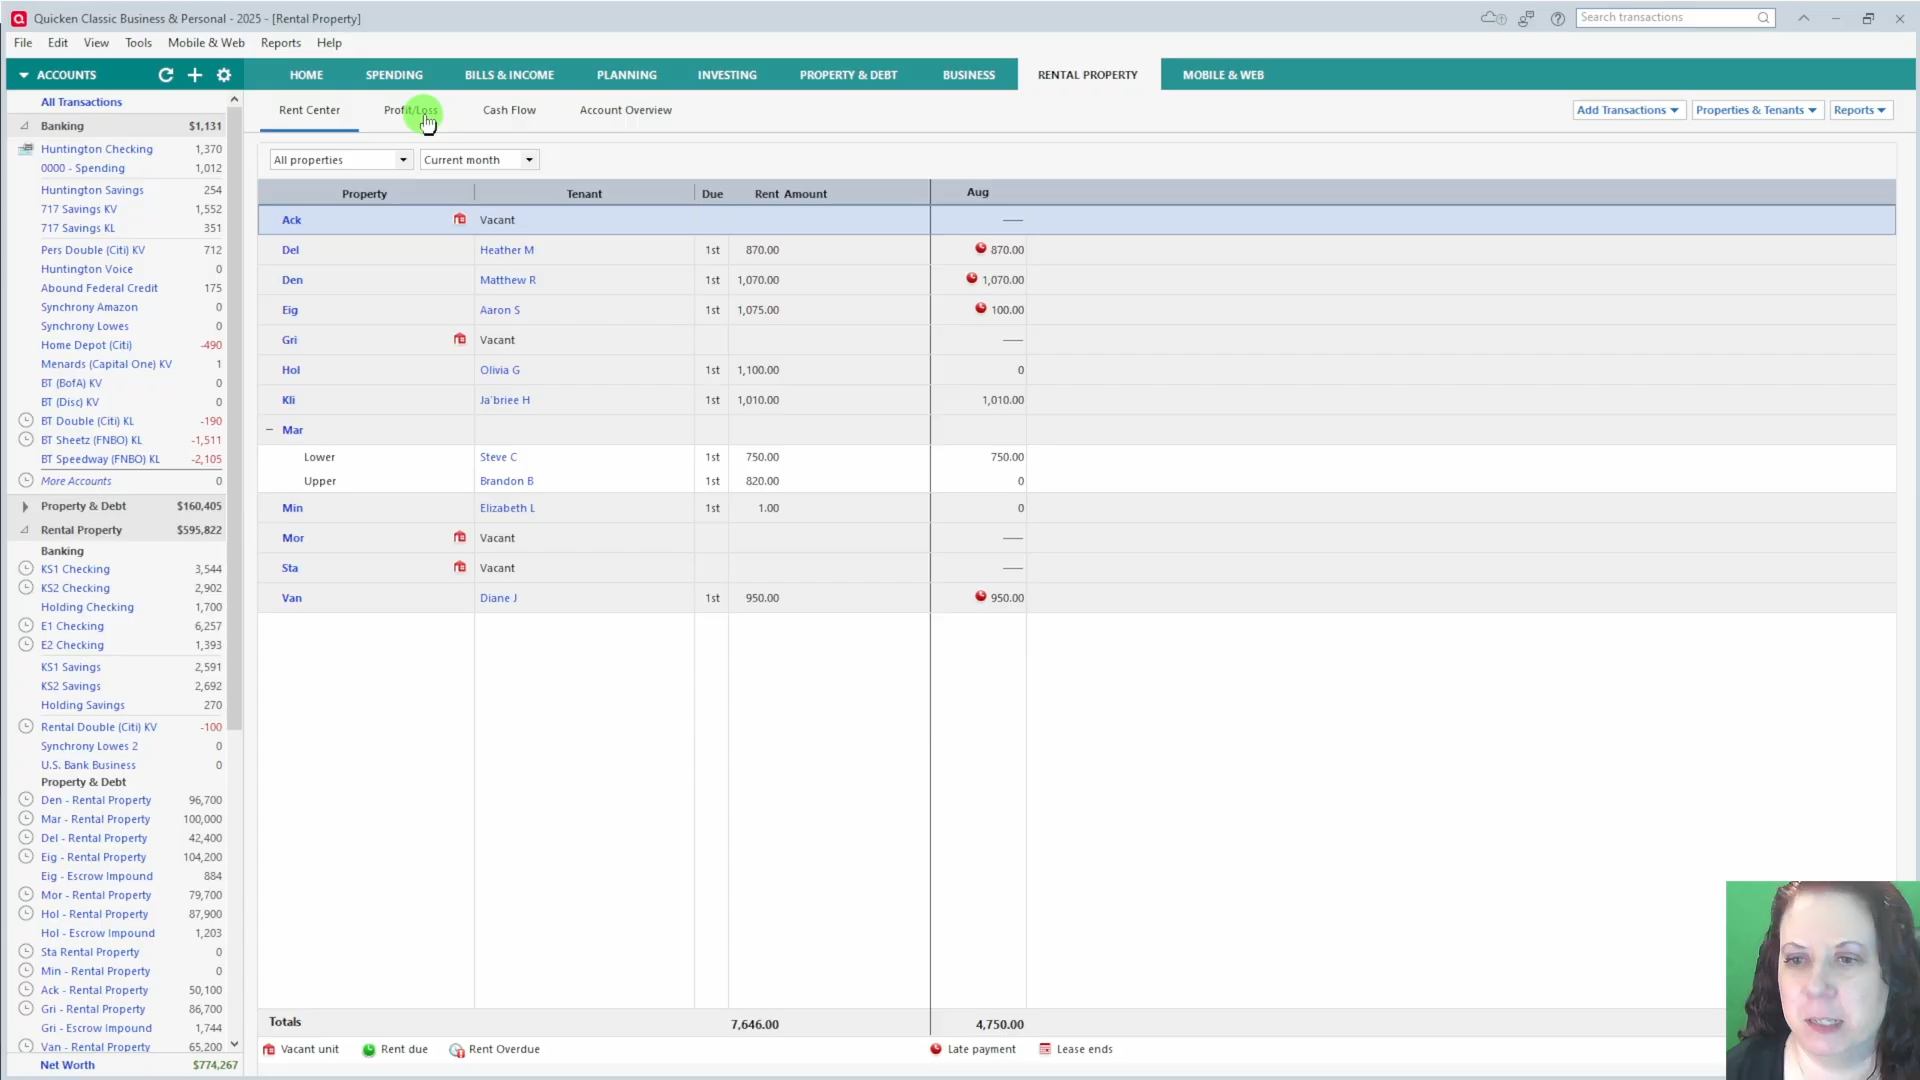 Quicken Classic Business & Personal - 2025 - [Rental Property]
Search transactions
File Edit View Tools Mobile & Web Reports Help
ACCOUNTS
HOME SPENDING BILLS & INCOME PLANNING INVESTING PROPERTY & DEBT BUSINESS RENTAL PROPERTY MOBILE & WEB
Rent Center Profit/Loss Cash Flow Account Overview
Add Transactions Properties & Tenants Reports
All properties Current month
Property Tenant Due Rent Amount Aug
Ack Vacant
Del Heather M 1st 870.00 870.00
Den Matthew R 1st 1,070.00 1,070.00
Eig Aaron S 1st 1,075.00 100.00
Gri Vacant
Hol Olivia G 1st 1,100.00 0
Kli Ja'briee H 1st 1,010.00 1,010.00
Mar
Lower Steve C 1st 750.00 750.00
Upper Brandon B 1st 820.00 0
Min Elizabeth L 1st 1.00 0
Mor Vacant
Sta Vacant
Van Diane J 1st 950.00 950.00
Totals 7,646.00 4,750.00
Vacant unit Rent due Rent Overdue Late payment Lease ends
All Transactions
Banking $1,131
Huntington Checking 1,370
0000 - Spending 1,012
Huntington Savings 254
717 Savings KV 1,552
717 Savings KL 351
Pers Double (Citi) KV 712
Huntington Voice 0
Abound Federal Credit 175
Synchrony Amazon 0
Synchrony Lowes 0
Home Depot (Citi) -490
Menards (Capital One) KV 1
BT (BofA) KV 0
BT (Disc) KV 0
BT Double (Citi) KL -190
BT Sheetz (FNBO) KL -1,511
BT Speedway (FNBO) KL -2,105
More Accounts 0
Property & Debt $160,405
Rental Property $595,822
Banking
KS1 Checking 3,544
KS2 Checking 2,902
Holding Checking 1,700
E1 Checking 6,257
E2 Checking 1,393
KS1 Savings 2,591
KS2 Savings 2,692
Holding Savings 270
Rental Double (Citi) KV -100
Synchrony Lowes 2 0
U.S. Bank Business 0
Property & Debt
Den - Rental Property 96,700
Mar - Rental Property 100,000
Del - Rental Property 42,400
Eig - Rental Property 104,200
Eig - Escrow Impound 884
Mor - Rental Property 79,700
Hol - Rental Property 87,900
Hol - Escrow Impound 1,203
Sta Rental Property 0
Min - Rental Property 0
Ack - Rental Property 50,100
Gri - Rental Property 86,700
Gri - Escrow Impound 1,744
Van - Rental Property 65,200
Net Worth $774,267